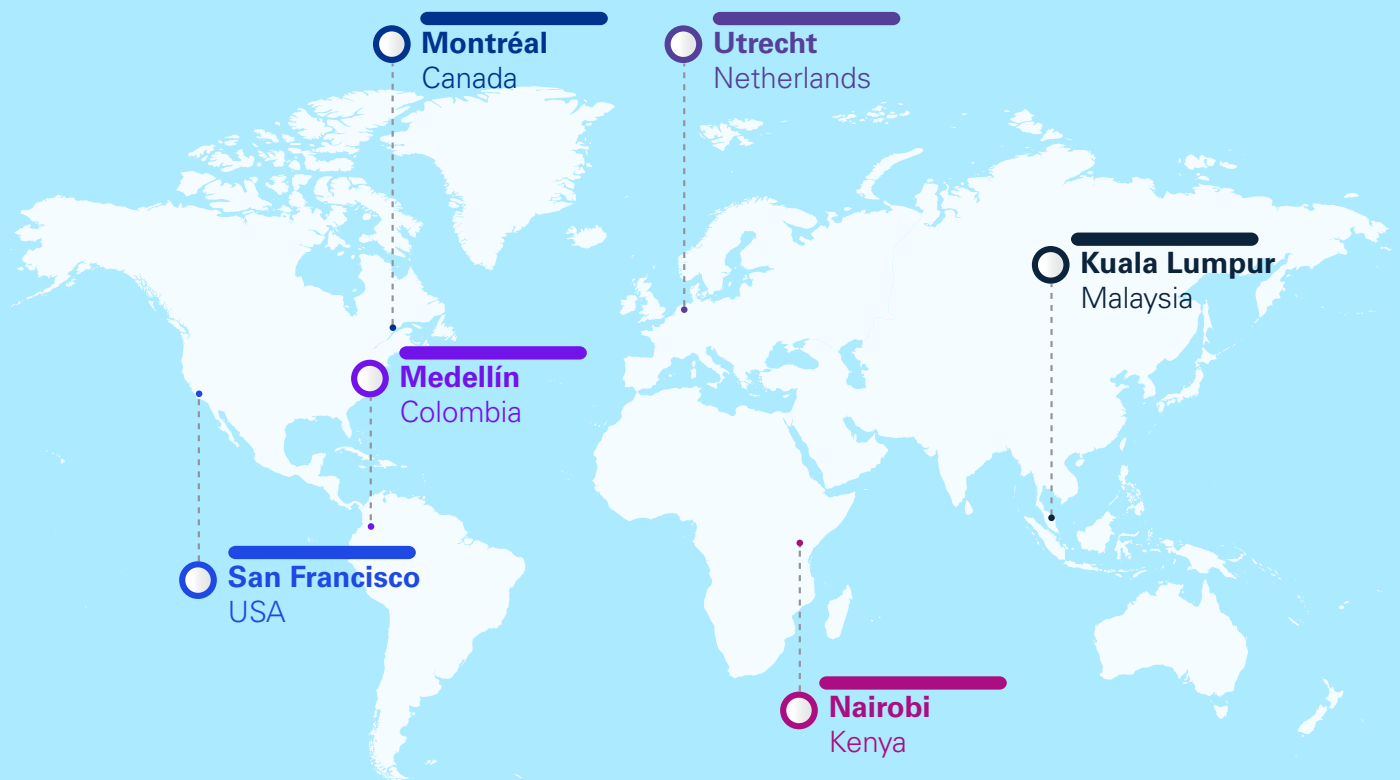 Montréal
Canada
Utrecht
Netherlands
Kuala Lumpur
Malaysia
Medellín
Colombia
San Francisco
USA
Nairobi
Kenya